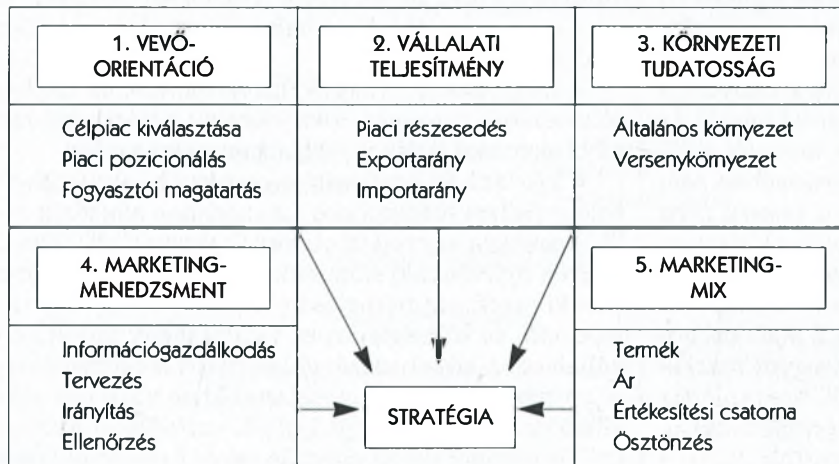 1. VEVŐ-
ORIENTÁCIÓ
2. VÁLLALATI
TELJESÍTMÉNY
3. KÖRNYEZETI
TUDATOSSÁG
Célpiac kiválasztása
Piaci pozicionálás
Fogyasztói magatartás
Piaci részesedés
Exportarány
Importarány
Általános környezet
Versenykörnyezet
4. MARKETING-
MENEDZSMENT
Információgazdálkodás
Tervezés
Irányítás
Ellenőrzés
STRATÉGIA
5. MARKETING-
MIX
Termék
Ár
Értékesítési csatorna
Ösztönzés